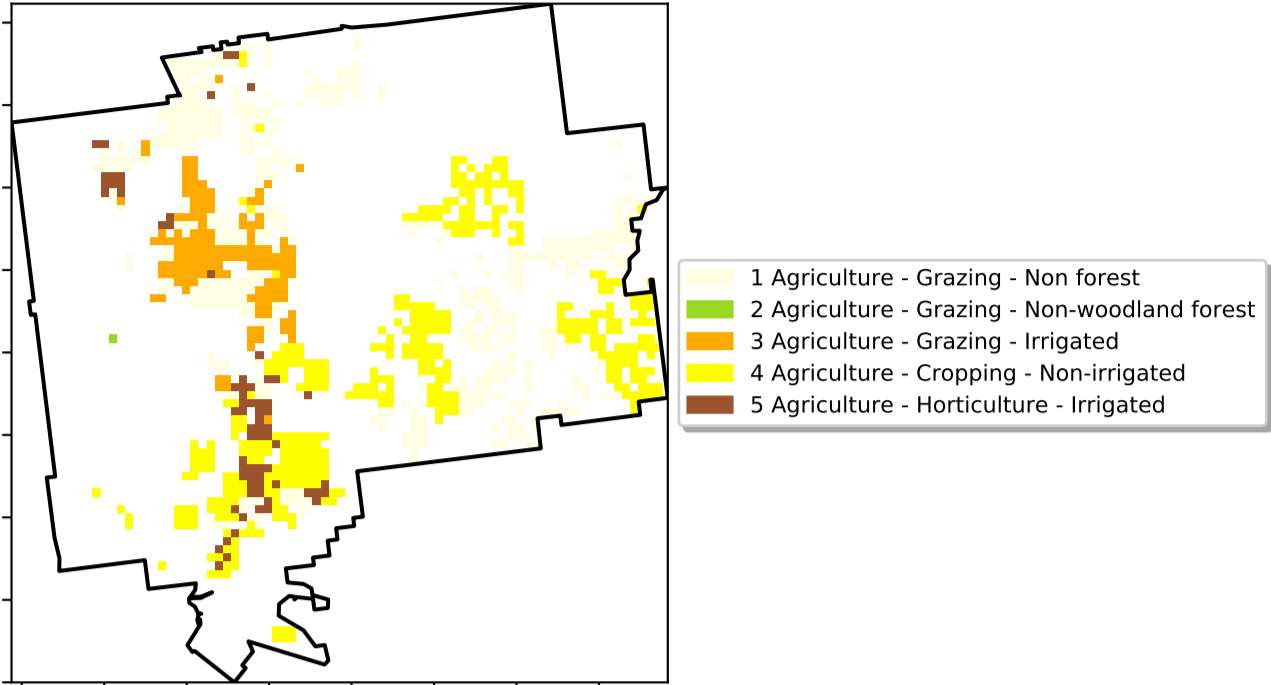 1 Agriculture - Grazing - Non forest
2 Agriculture - Grazing - Non-woodland forest
3 Agriculture - Grazing - Irrigated
4 Agriculture - Cropping - Non-irrigated
5 Agriculture - Horticulture - Irrigated